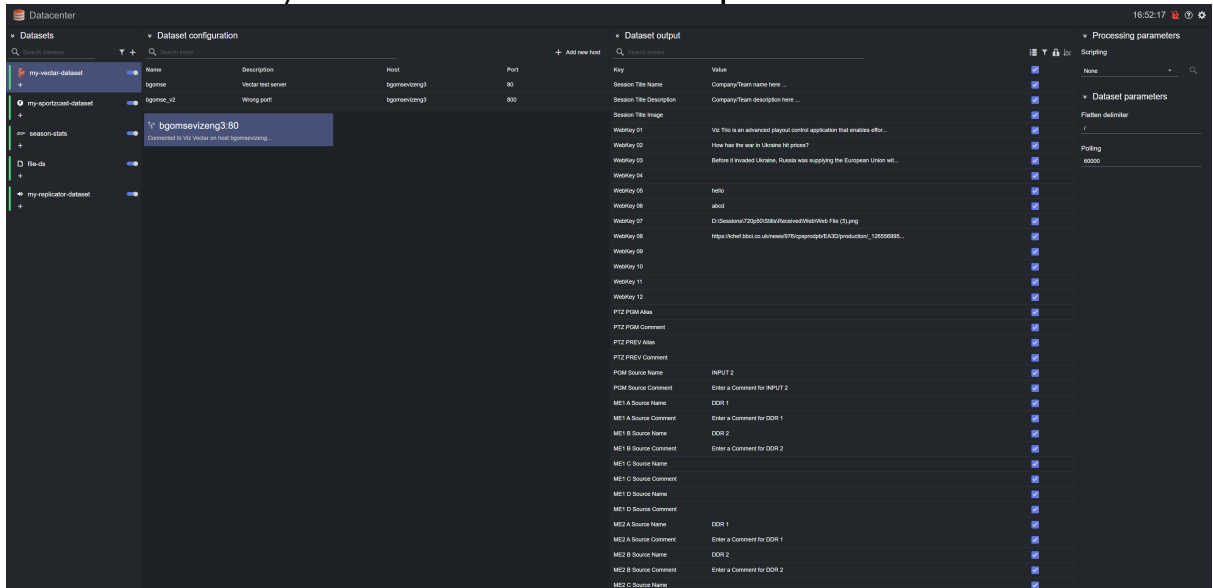 Datacenter
16:52:17
Datasets
Search datasets
my-vectar-dataset
my-sportzcast-dataset
season-stats
file-ds
my-replicator-dataset
Dataset configuration
Search hosts
+ Add new host
Name Description Host Port
bgomse Vectar test server bgomsevizeng3 80
bgomse_v2 Wrong port! bgomsevizeng3 800
bgomsevizeng3:80
Connected to Viz Vectar on host bgomsevizeng...
Dataset output
Search entries
Key Value
Session Title Name Company/Team name here ...
Session Title Description Company/Team description here ...
Session Title Image
WebKey 01 Viz Trio is an advanced playout control application that enables effor...
WebKey 02 How has the war in Ukraine hit prices?
WebKey 03 Before it invaded Ukraine, Russia was supplying the European Union wit...
WebKey 04
WebKey 05 hello
WebKey 06 abcd
WebKey 07 D:\Sessions\720p50\Stills\Received\Web\Web File (3).png
WebKey 08 https://ichef.bbci.co.uk/news/976/cpsprodpb/EA3D/production/_126556995...
WebKey 09
WebKey 10
WebKey 11
WebKey 12
PTZ PGM Alias
PTZ PGM Comment
PTZ PREV Alias
PTZ PREV Comment
PGM Source Name INPUT 2
PGM Source Comment Enter a Comment for INPUT 2
ME1 A Source Name DDR 1
ME1 A Source Comment Enter a Comment for DDR 1
ME1 B Source Name DDR 2
ME1 B Source Comment Enter a Comment for DDR 2
ME1 C Source Name
ME1 C Source Comment
ME1 D Source Name
ME1 D Source Comment
ME2 A Source Name DDR 1
ME2 A Source Comment Enter a Comment for DDR 1
ME2 B Source Name DDR 2
ME2 B Source Comment Enter a Comment for DDR 2
ME2 C Source Name
Processing parameters
Scripting
None
Dataset parameters
Flatten delimiter
/
Polling
60000